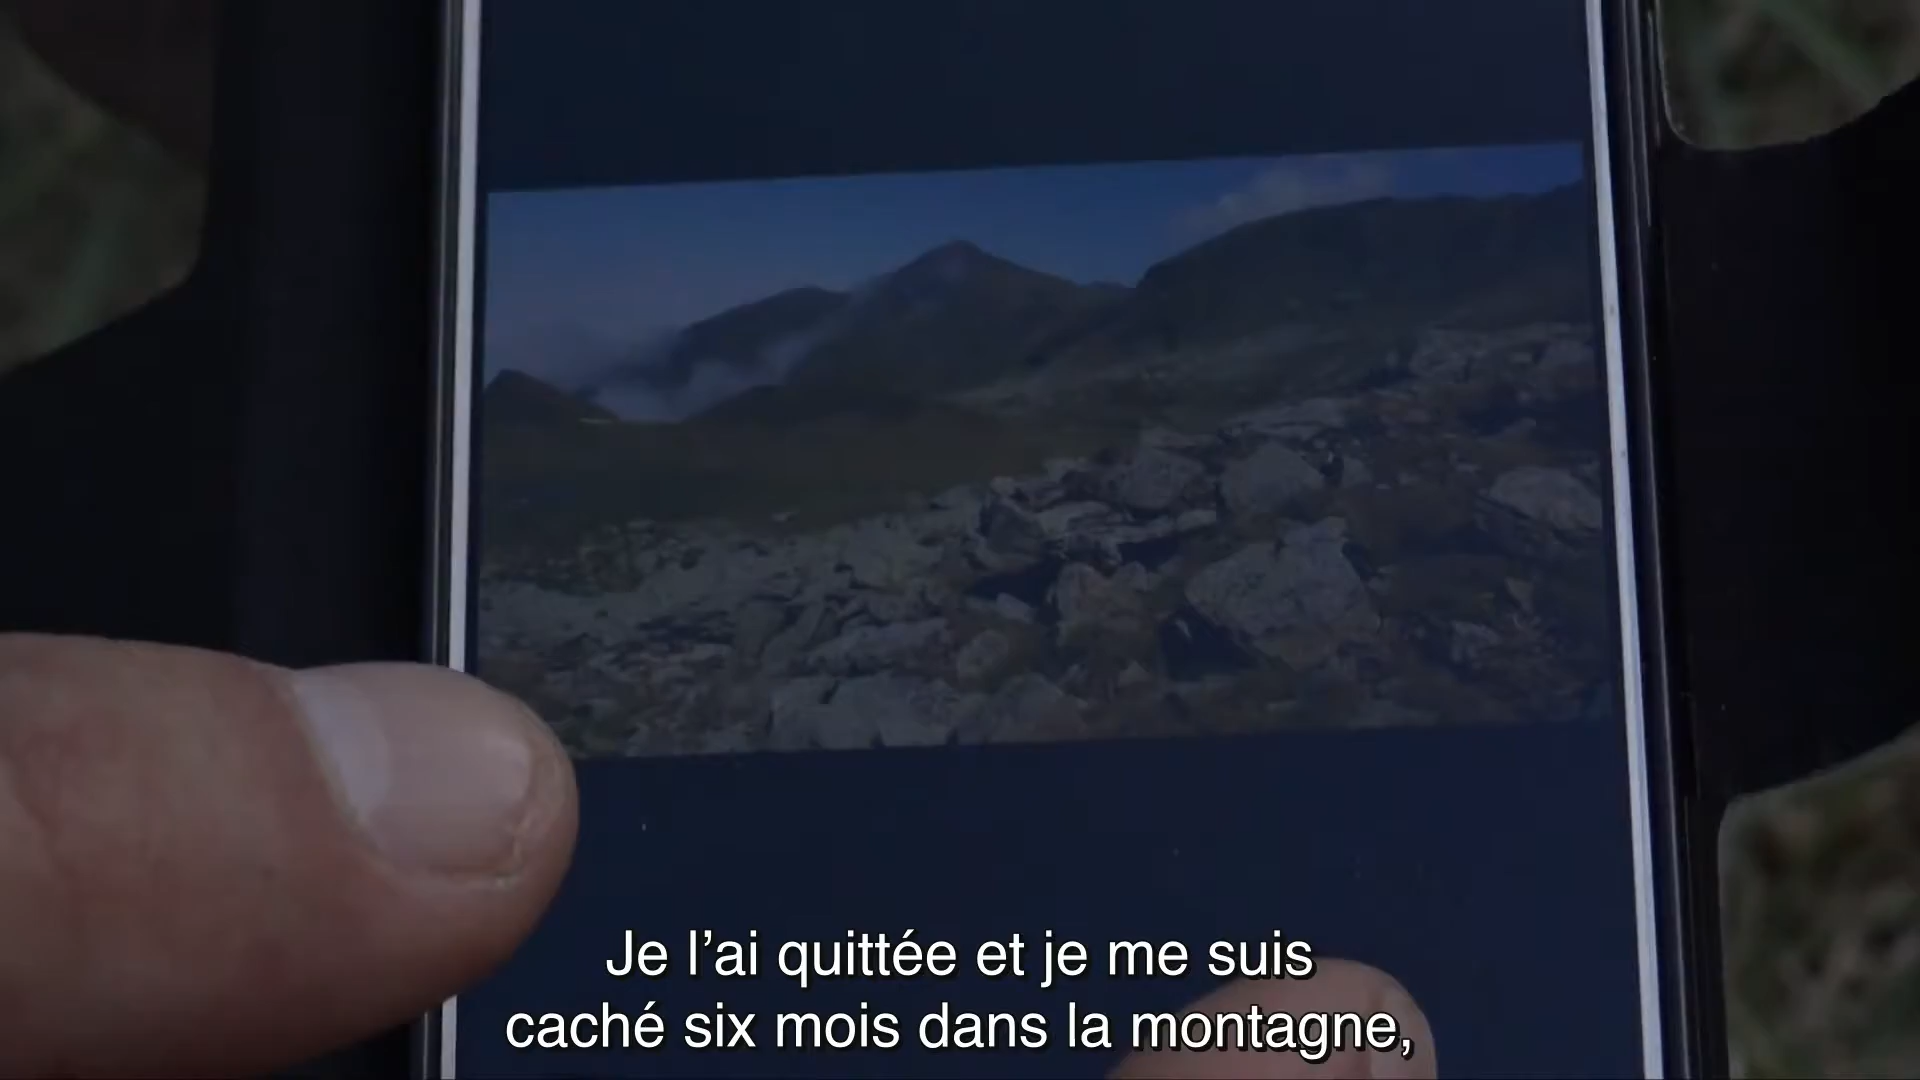 Je l’ai quittée et je me suis
caché six mois dans la montagne,